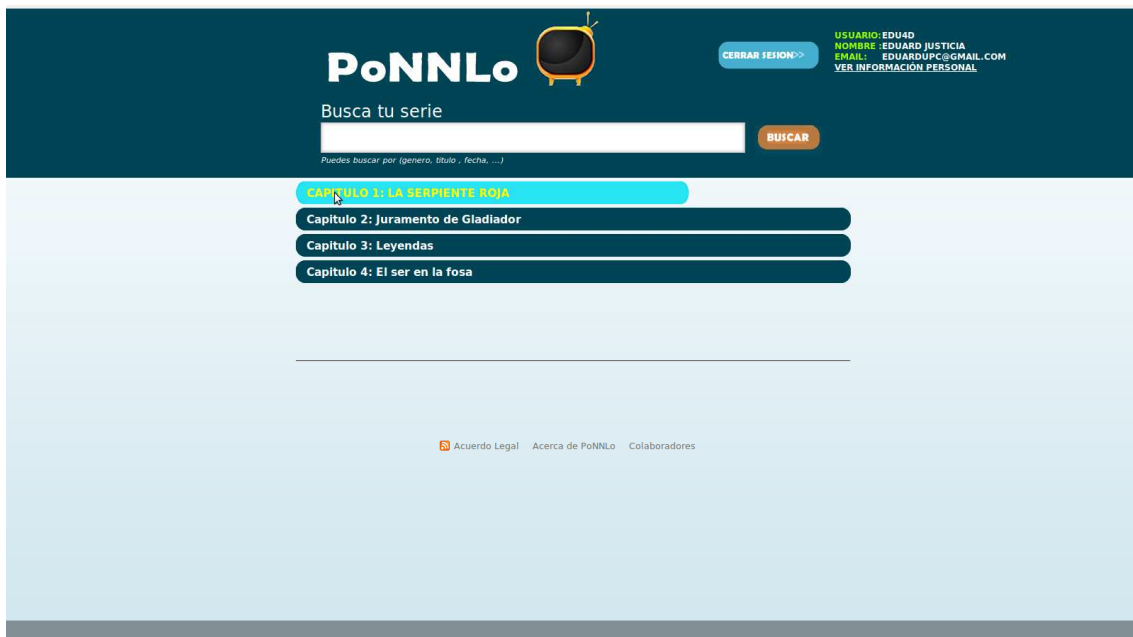 PoNNLo
CERRAR SESION>>
USUARIO: EDU4D
NOMBRE : EDUARD JUSTICIA
EMAIL: EDUARDUPC@GMAIL.COM
VER INFORMACIÓN PERSONAL
Busca tu serie
BUSCAR
Puedes buscar por (genero, titulo , fecha, ...)
CAPITULO 1: LA SERPIENTE ROJA
Capitulo 2: Juramento de Gladiador
Capitulo 3: Leyendas
Capitulo 4: El ser en la fosa
Acuerdo Legal Acerca de PoNNLo Colaboradores